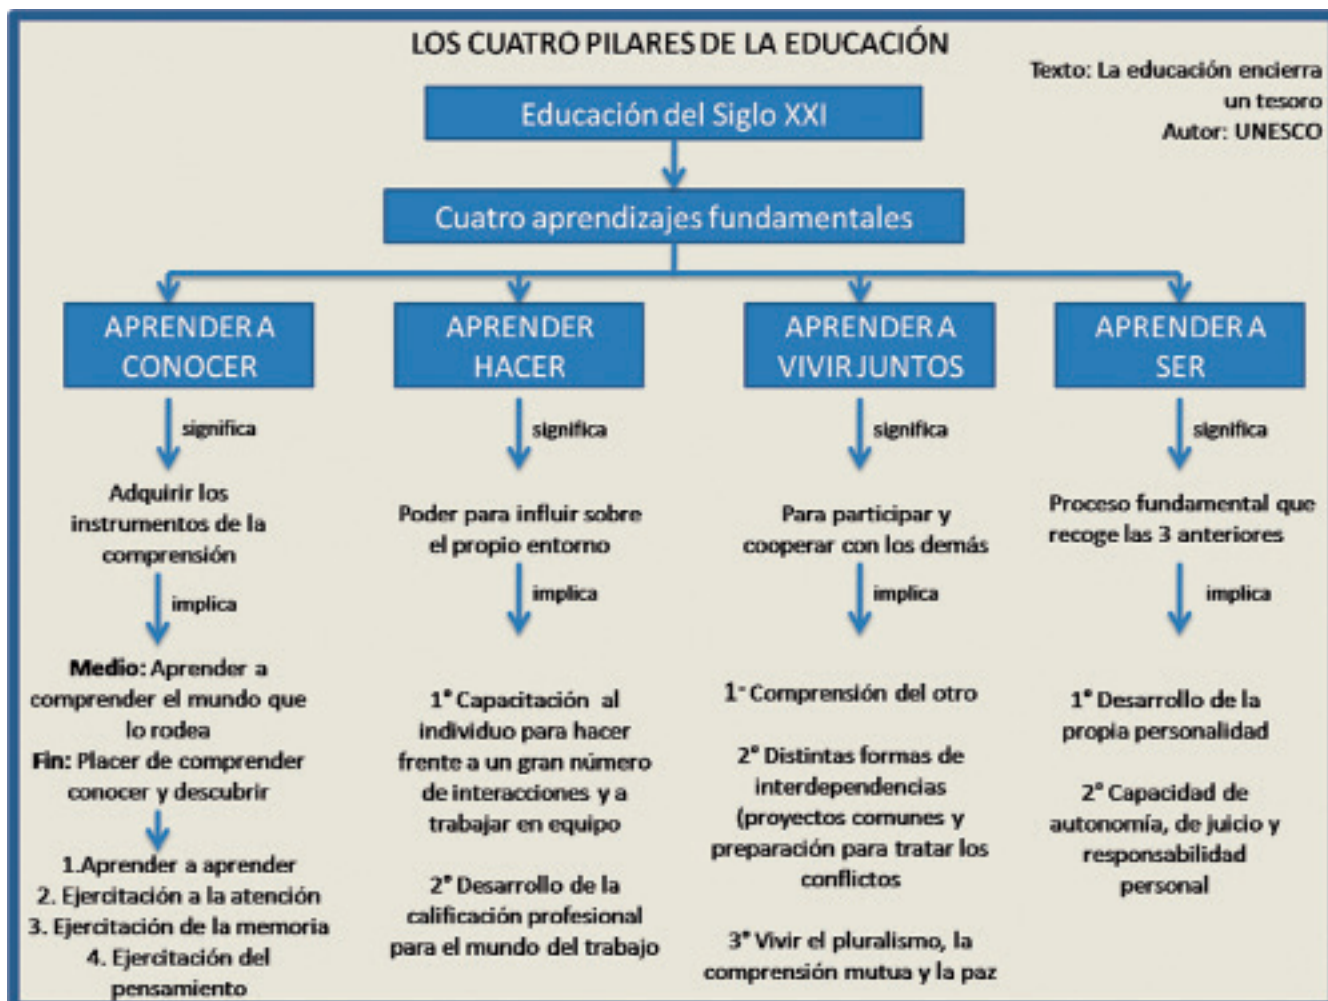 LOS CUATRO PILARES DE LA EDUCACIÓN
Texto: La educación encierra
un tesoro
Autor: UNESCO
Educación del Siglo XXI
Cuatro aprendizajes fundamentales
APRENDER A
CONOCER
significa
Adquirir los
instrumentos de la
comprensión
implica
Medio: Aprender a
comprender el mundo que
lo rodea
Fin: Placer de comprender
conocer y descubrir
1.Aprender a aprender
2. Ejercitación a la atención
3. Ejercitación de la memoria
4. Ejercitación del
pensamiento
APRENDER
HACER
significa
Poder para influir sobre
el propio entorno
implica
1° Capacitación al
individuo para hacer
frente a un gran número
de interacciones y a
trabajar en equipo
2° Desarrollo de la
calificación profesional
para el mundo del trabajo
APRENDER A
VIVIR JUNTOS
significa
Para participar y
cooperar con los demás
implica
1° Comprensión del otro
2° Distintas formas de
interdependencias
(proyectos comunes y
preparación para tratar los
conflictos
3° Vivir el pluralismo, la
comprensión mutua y la paz
APRENDER A
SER
significa
Proceso fundamental que
recoge las 3 anteriores
implica
1° Desarrollo de la
propia personalidad
2° Capacidad de
autonomía, de juicio y
responsabilidad
personal